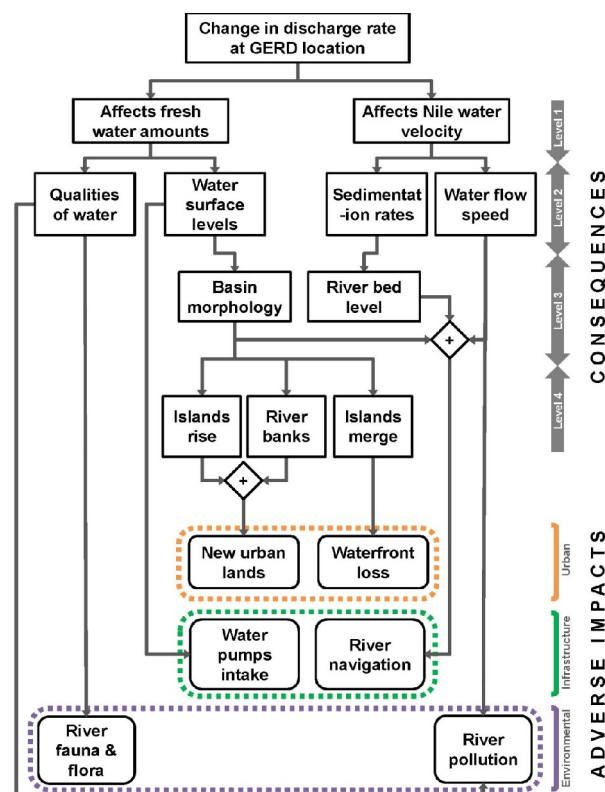 Change in discharge rate
at GERD location
Affects fresh
water amounts
Affects Nile water
velocity
Level 1
Qualities
of water
Water
surface
levels
Sedimentat
-ion rates
Water flow
speed
Level 2
Basin
morphology
River bed
level
+
Level 3
CONSEQUENCES
Islands
rise
River
banks
Islands
merge
Level 4
+
New urban
lands
Waterfront
loss
Urban
Water
pumps
intake
River
navigation
Infrastructure
River
fauna &
flora
River
pollution
Environmental
ADVERSE IMPACTS